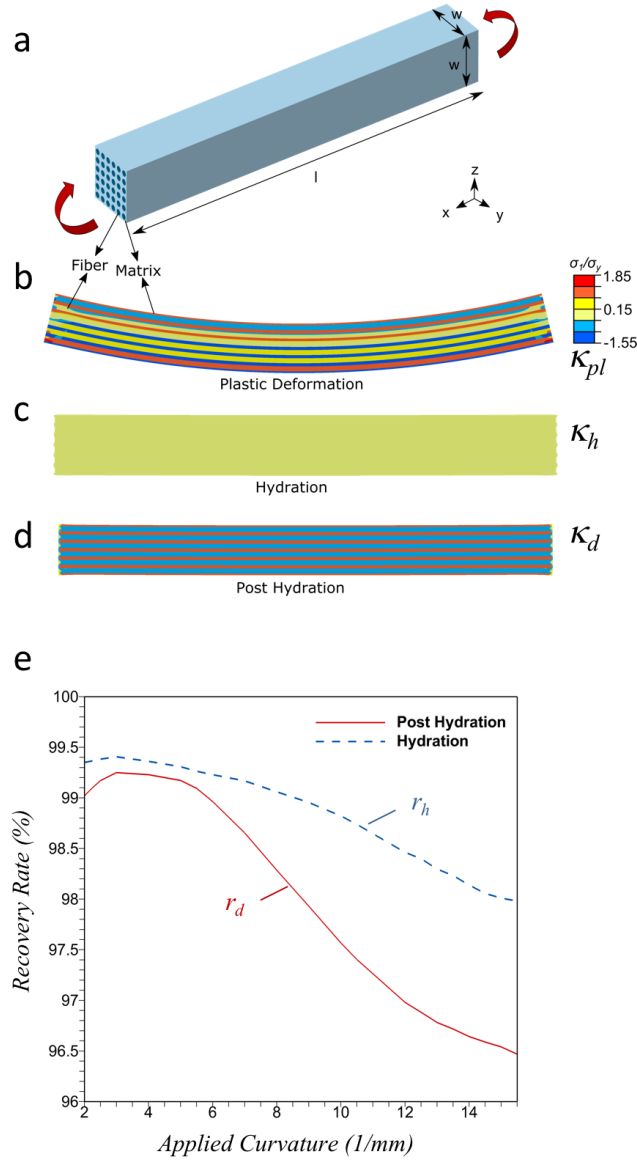 a
w
w
l
z
x
y
Fiber
Matrix
b
σ₁/σᵧ
1.85
0.15
-1.55
κpl
Plastic Deformation
c
κh
Hydration
d
κd
Post Hydration
e
100
99.5
99
98.5
98
97.5
97
96.5
96
Recovery Rate (%)
Post Hydration
Hydration
rh
rd
2 4 6 8 10 12 14
Applied Curvature (1/mm)